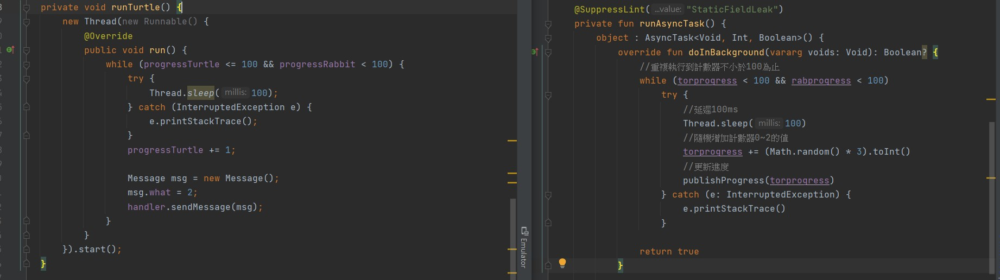 private void runTurtle() {
new Thread(new Runnable() {
@Override
public void run() {
while (progressTurtle <= 100 && progressRabbit < 100) {
try {
Thread.sleep( millis: 100);
} catch (InterruptedException e) {
e.printStackTrace();
}
progressTurtle += 1;
Message msg = new Message();
msg.what = 2;
handler.sendMessage(msg);
}
}
}).start();
}
Emulator
@SuppressLint( ...value: "StaticFieldLeak")
private fun runAsyncTask() {
object : AsyncTask<Void, Int, Boolean>() {
override fun doInBackground(vararg voids: Void): Boolean? {
//重複執行到計數器不小於100為止
while (torprogress < 100 && rabprogress < 100)
try {
//延遲100ms
Thread.sleep( millis: 100)
//隨機增加計數器0~2的值
torprogress += (Math.random() * 3).toInt()
//更新進度
publishProgress(torprogress)
} catch (e: InterruptedException) {
e.printStackTrace()
}
return true
}